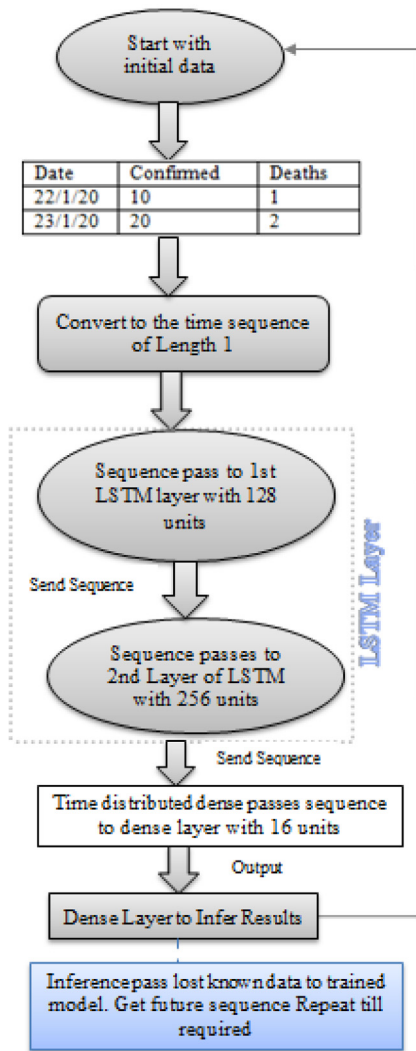 Start with
initial data
Date Confirmed Deaths
22/1/20 10 1
23/1/20 20 2
Convert to the time sequence
of Length 1
Sequence pass to 1st
LSTM layer with 128
units
Send Sequence
Sequence passes to
2nd Layer of LSTM
with 256 units
LSTM Layer
Send Sequence
Time distributed dense passes sequence
to dense layer with 16 units
Output
Dense Layer to Infer Results
Inference pass lost known data to trained
model. Get future sequence Repeat till
required